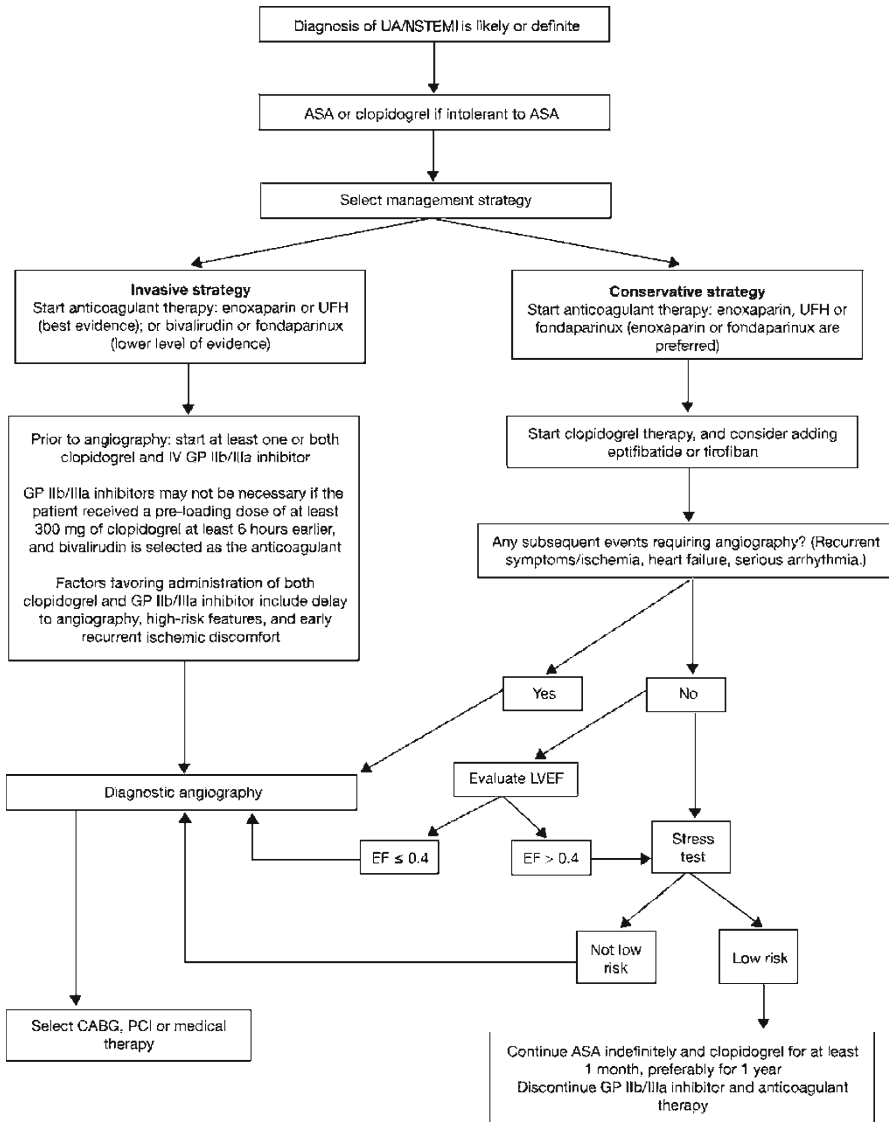 Diagnosis of UA/NSTEMI is likely or definite
ASA or clopidogrel if intolerant to ASA
Select management strategy
Invasive strategy
Start anticoagulant therapy: enoxaparin or UFH
(best evidence); or bivalirudin or fondaparinux
(lower level of evidence)
Conservative strategy
Start anticoagulant therapy: enoxaparin, UFH or
fondaparinux (enoxaparin or fondaparinux are
preferred)
Prior to angiography: start at least one or both
clopidogrel and IV GP IIb/IIIa inhibitor
GP IIb/IIIa inhibitors may not be necessary if the
patient received a pre-loading dose of at least
300 mg of clopidogrel at least 6 hours earlier,
and bivalirudin is selected as the anticoagulant
Factors favoring administration of both
clopidogrel and GP IIb/IIIa inhibitor include delay
to angiography, high-risk features, and early
recurrent ischemic discomfort
Start clopidogrel therapy, and consider adding
eptifibatide or tirofiban
Any subsequent events requiring angiography? (Recurrent
symptoms/ischemia, heart failure, serious arrhythmia.)
Yes
No
Diagnostic angiography
Evaluate LVEF
EF ≤ 0.4
EF > 0.4
Stress
test
Not low
risk
Low risk
Select CABG, PCI or medical
therapy
Continue ASA indefinitely and clopidogrel for at least
1 month, preferably for 1 year
Discontinue GP IIb/IIIa inhibitor and anticoagulant
therapy